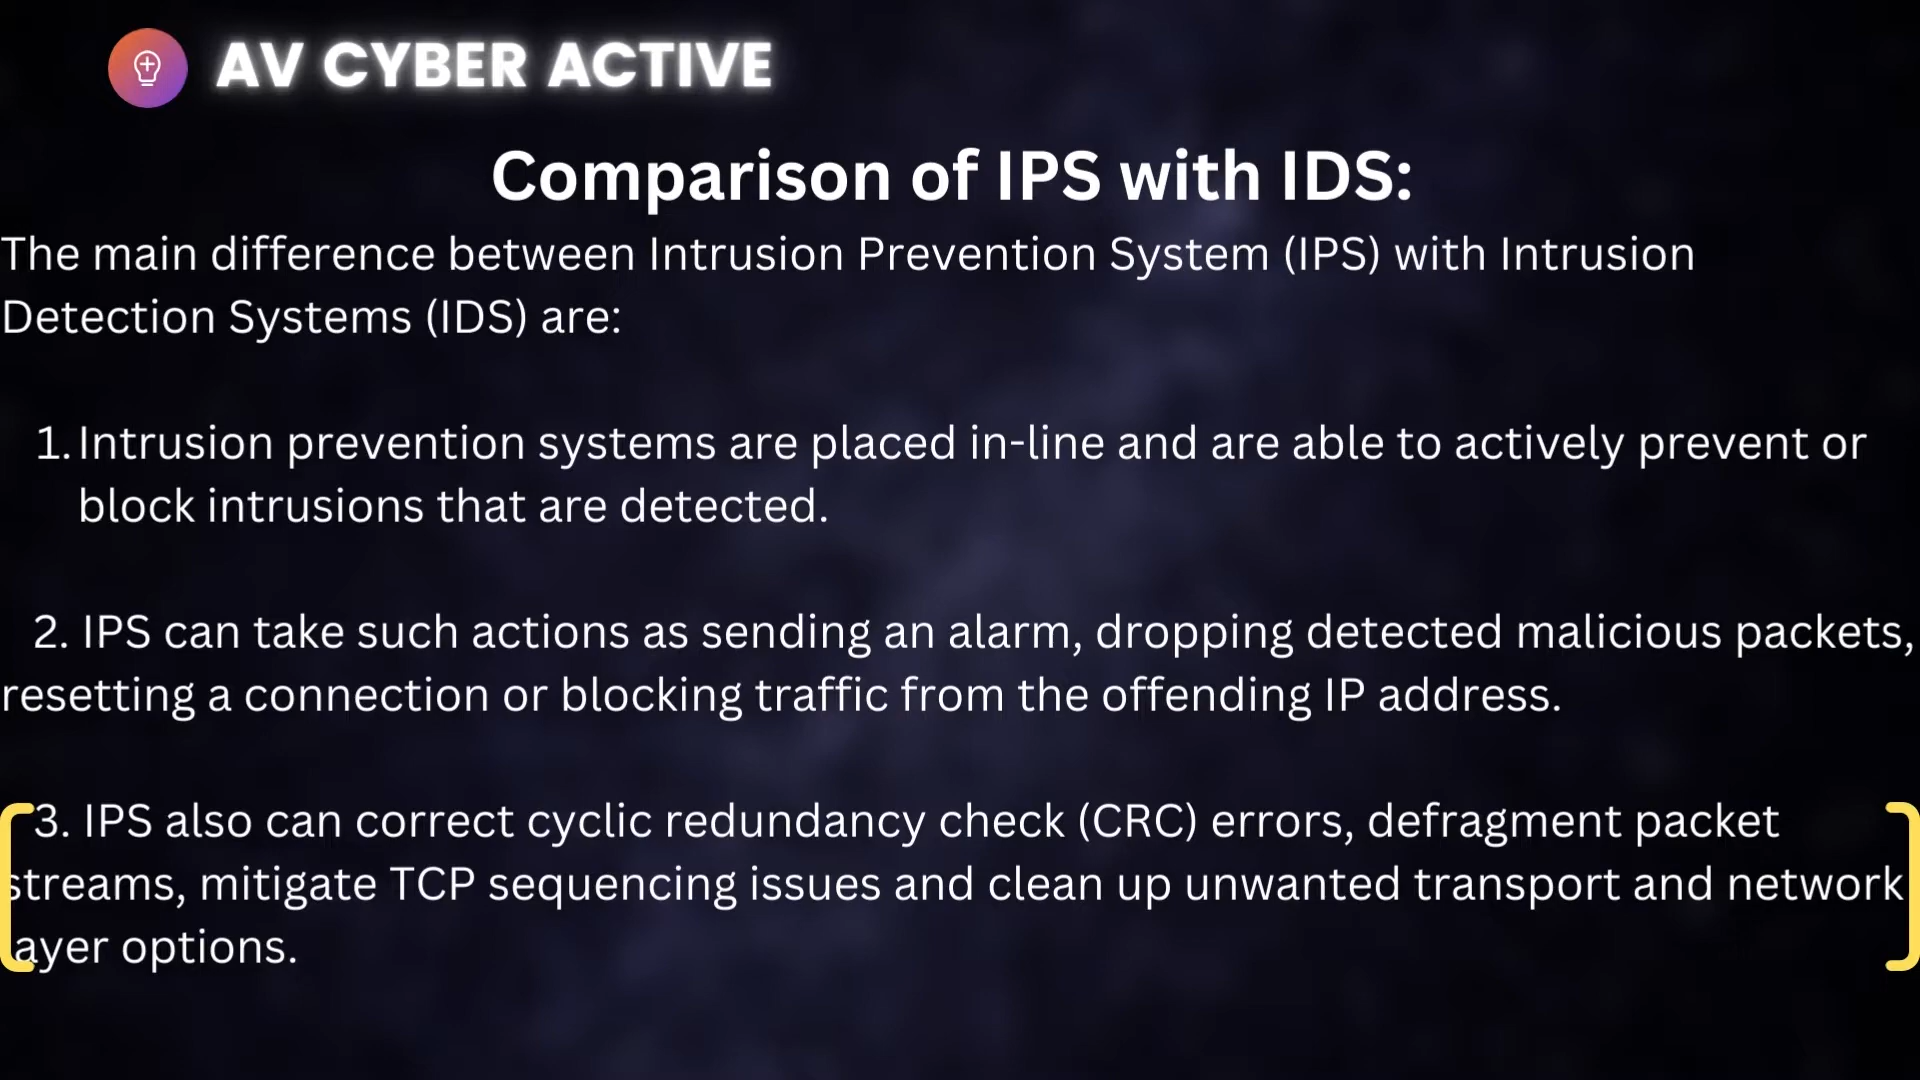 AV CYBER ACTIVE
Comparison of IPS with IDS:
The main difference between Intrusion Prevention System (IPS) with Intrusion
Detection Systems (IDS) are:
1. Intrusion prevention systems are placed in-line and are able to actively prevent or
block intrusions that are detected.
2. IPS can take such actions as sending an alarm, dropping detected malicious packets,
resetting a connection or blocking traffic from the offending IP address.
3. IPS also can correct cyclic redundancy check (CRC) errors, defragment packet
streams, mitigate TCP sequencing issues and clean up unwanted transport and network
layer options.